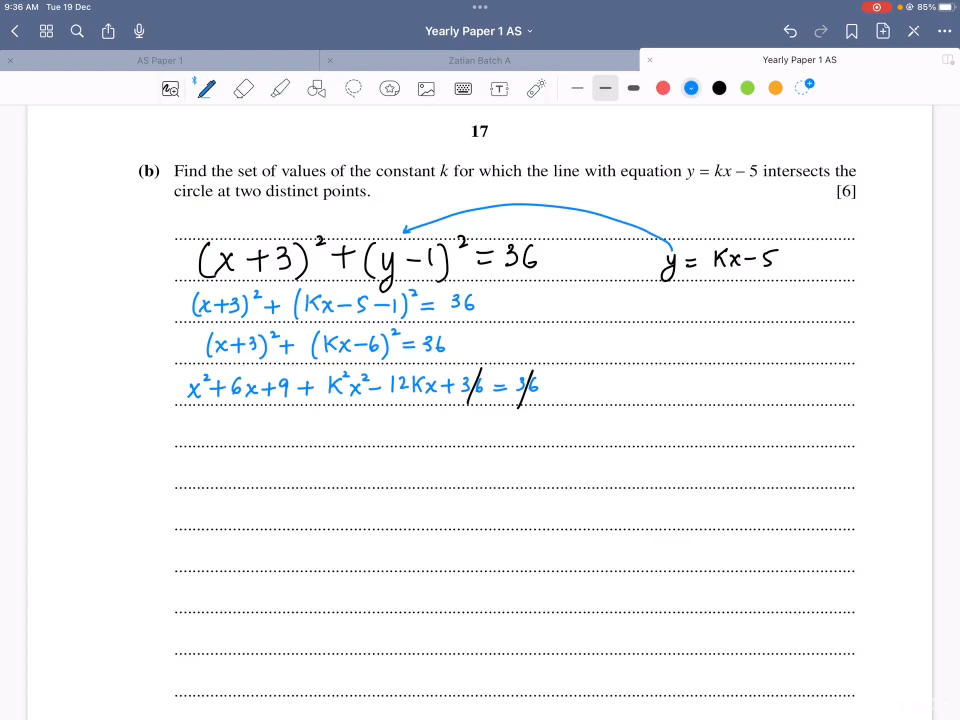 9:36 AM Tue 19 Dec
85%
Yearly Paper 1 AS
AS Paper 1
Zatian Batch A
Yearly Paper 1 AS
T
17
(b) Find the set of values of the constant k for which the line with equation y = kx – 5 intersects the
circle at two distinct points. [6]
(x + 3)² + (y – 1)² = 36 y = Kx – 5
(x+3)² + (Kx – 5 – 1)² = 36
(x+3)² + (Kx – 6)² = 36
x² + 6x + 9 + K²x² – 12Kx + 36 = 36